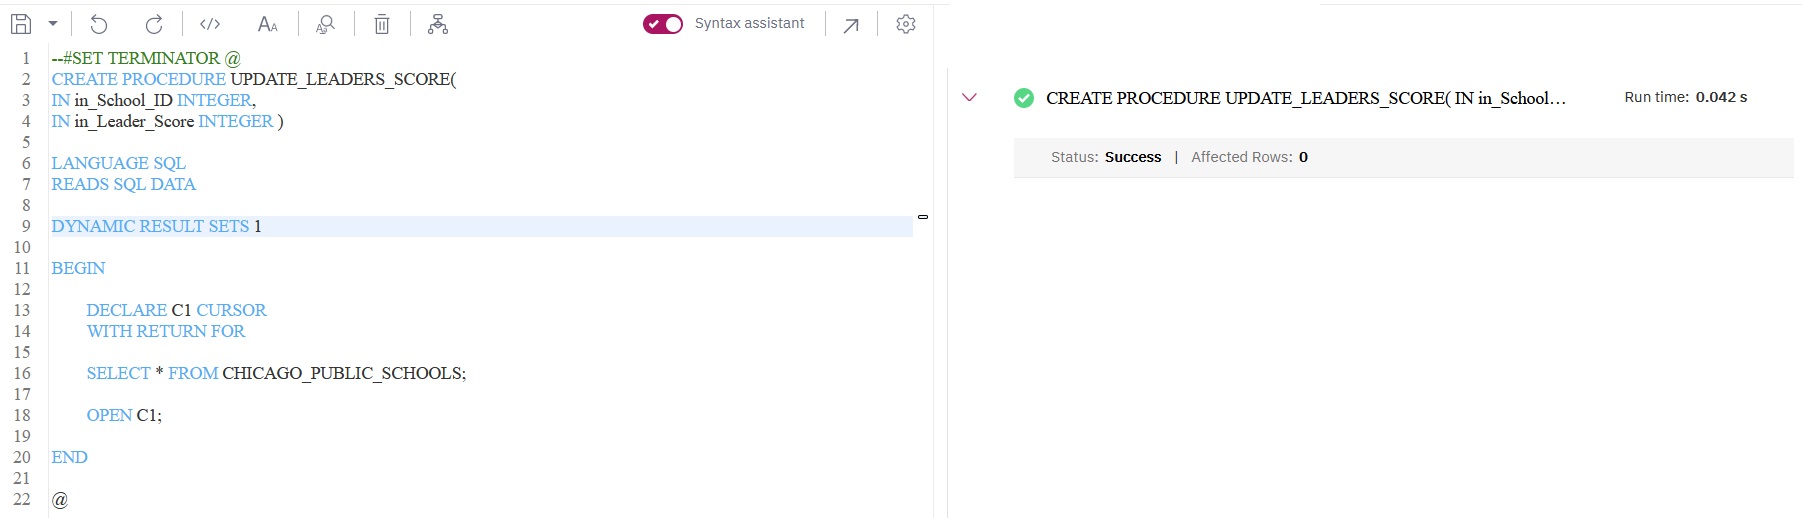 </> AA Aa Syntax assistant
1 --#SET TERMINATOR @
2 CREATE PROCEDURE UPDATE_LEADERS_SCORE(
3 IN in_School_ID INTEGER,
4 IN in_Leader_Score INTEGER )
5
6 LANGUAGE SQL
7 READS SQL DATA
8
9 DYNAMIC RESULT SETS 1
10
11 BEGIN
12
13 DECLARE C1 CURSOR
14 WITH RETURN FOR
15
16 SELECT * FROM CHICAGO_PUBLIC_SCHOOLS;
17
18 OPEN C1;
19
20 END
21
22 @
CREATE PROCEDURE UPDATE_LEADERS_SCORE( IN in_School... Run time: 0.042 s
Status: Success | Affected Rows: 0